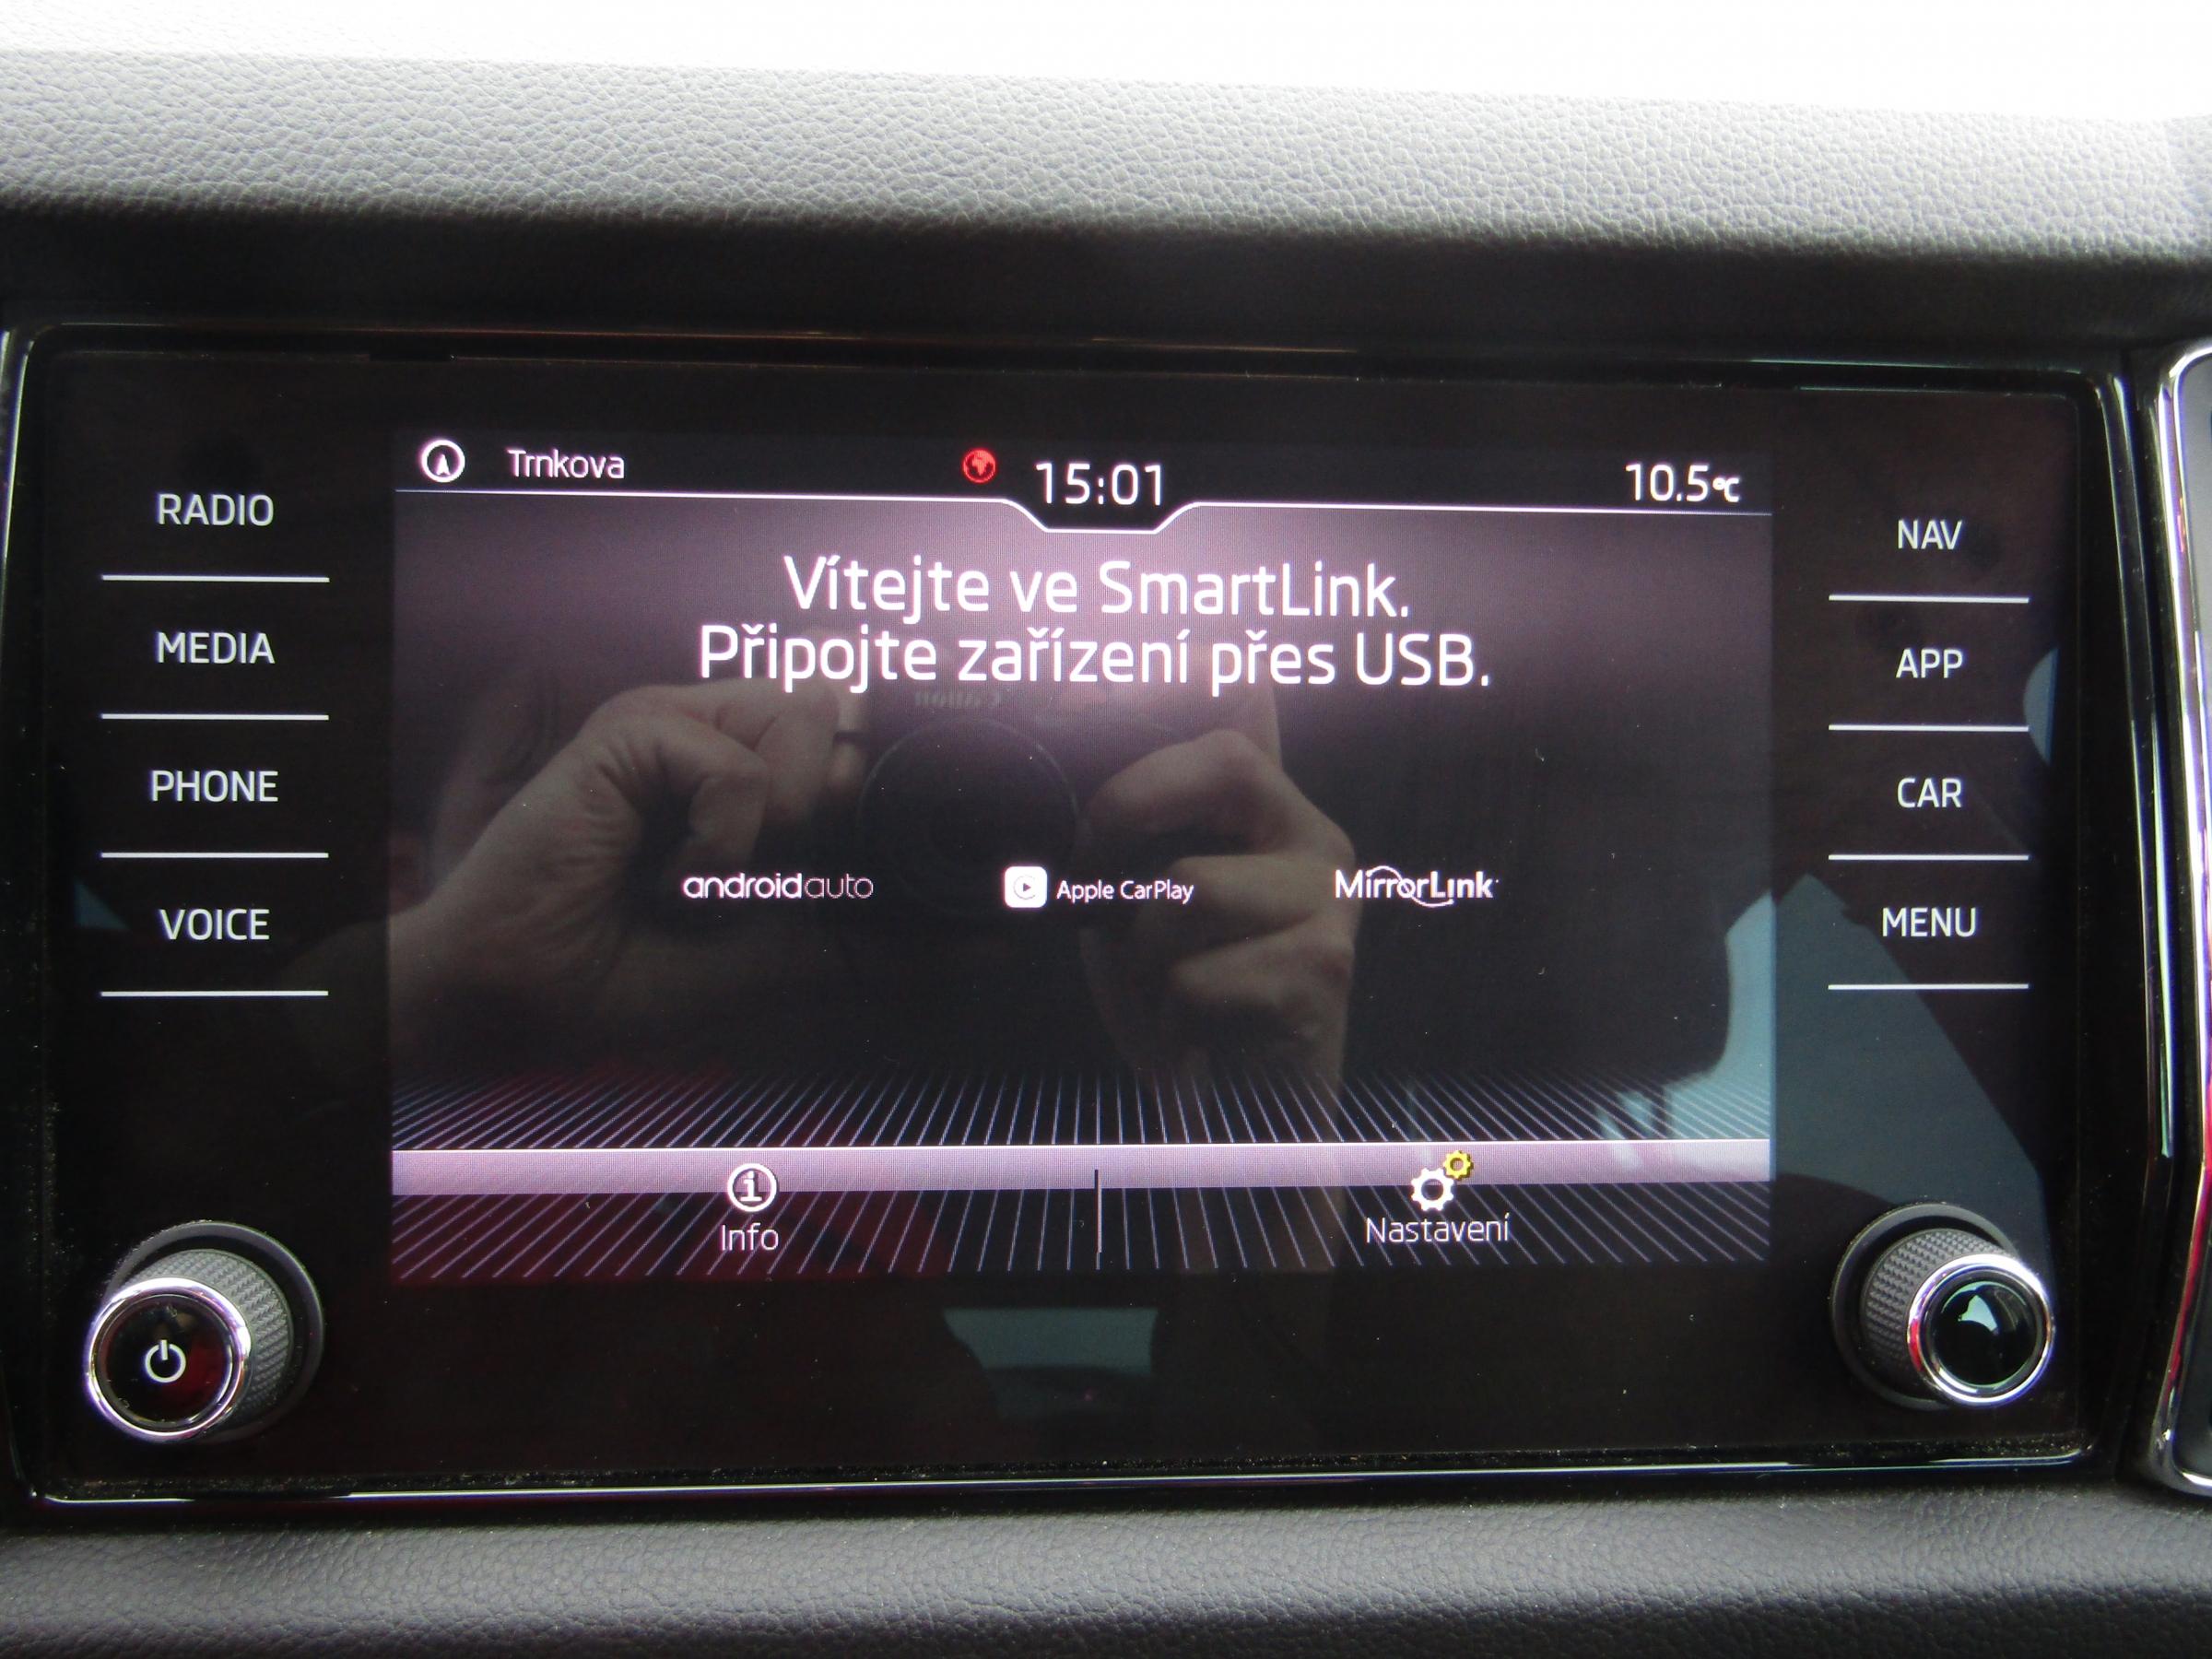 Trnkova
15:01
10.5°C
RADIO
MEDIA
PHONE
VOICE
Vítejte ve SmartLink.
Připojte zařízení přes USB.
androidauto
Apple CarPlay
MirrorLink
Info
Nastavení
NAV
APP
CAR
MENU